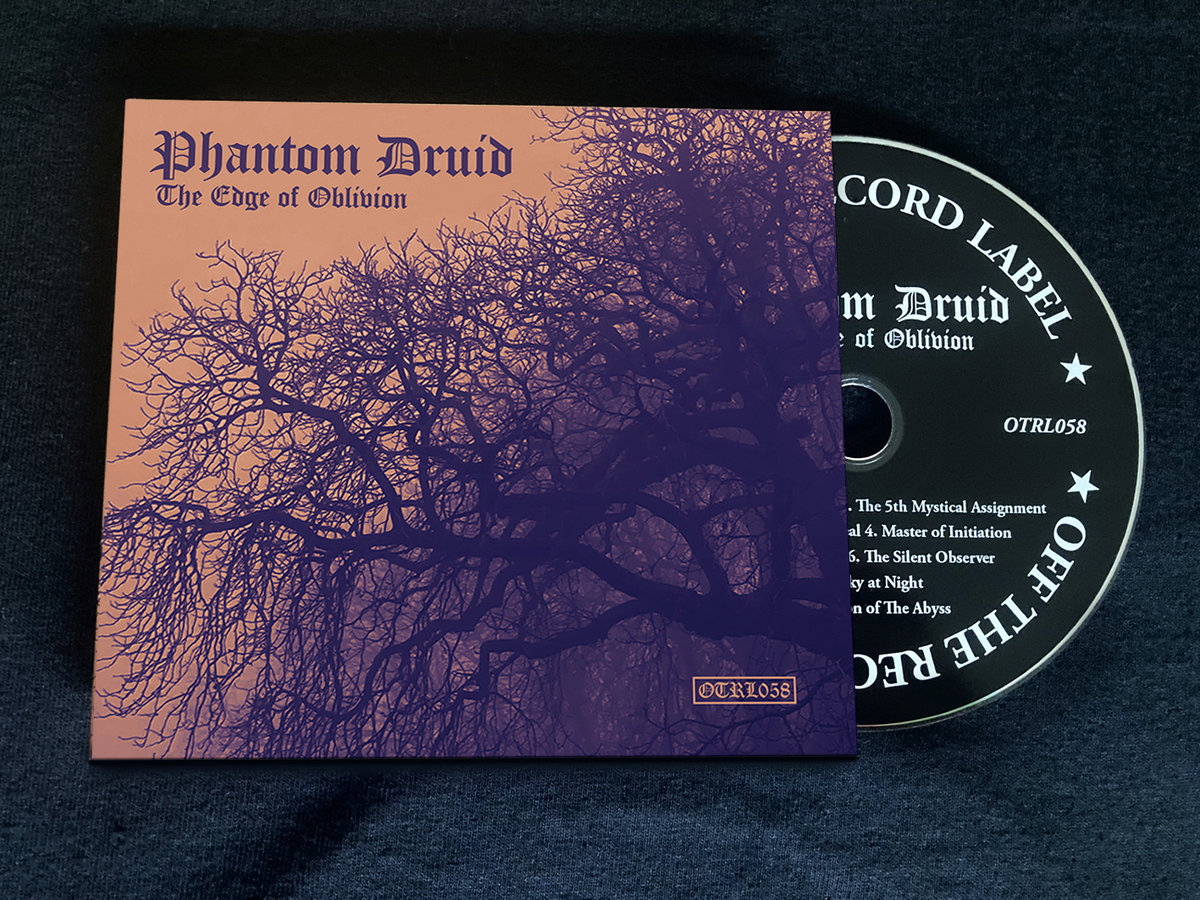 Phantom Druid
The Edge of Oblivion
OTRL058
CORD LABEL ★
m Druid
e of Oblivion
OTRL058
. The 5th Mystical Assignment
al 4. Master of Initiation
6. The Silent Observer
ky at Night
on of The Abyss
★ OFF THE REC